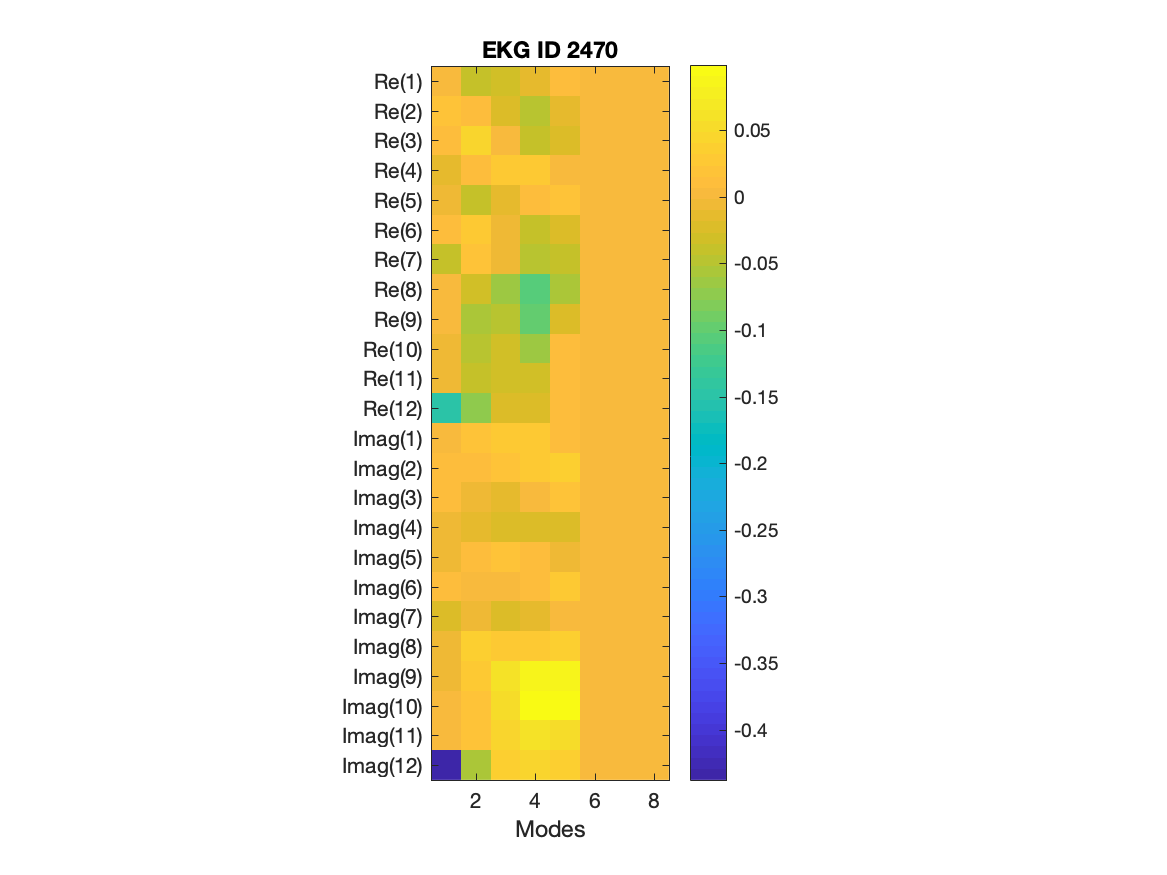 EKG ID 2470
Re(1)
Re(2)
Re(3)
Re(4)
Re(5)
Re(6)
Re(7)
Re(8)
Re(9)
Re(10)
Re(11)
Re(12)
Imag(1)
Imag(2)
Imag(3)
Imag(4)
Imag(5)
Imag(6)
Imag(7)
Imag(8)
Imag(9)
Imag(10)
Imag(11)
Imag(12)
2 4 6 8
Modes
0.05
0
-0.05
-0.1
-0.15
-0.2
-0.25
-0.3
-0.35
-0.4